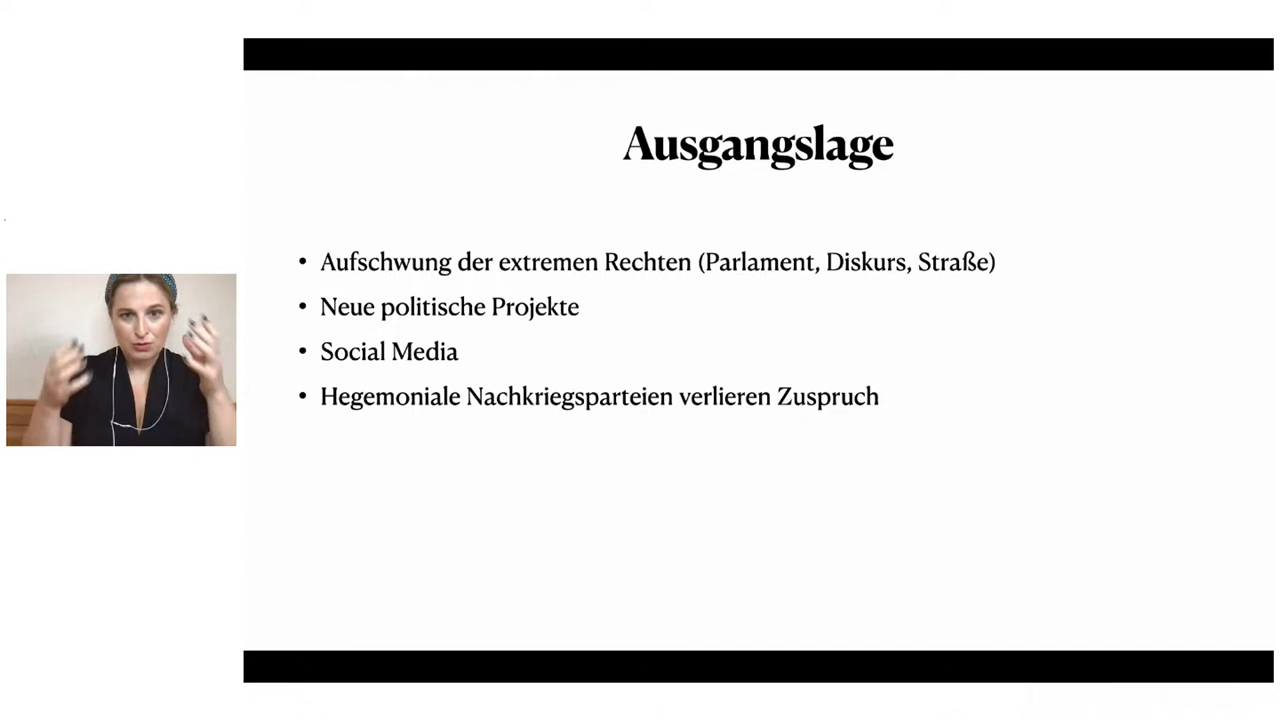 Ausgangslage
• Aufschwung der extremen Rechten (Parlament, Diskurs, Straße)
• Neue politische Projekte
• Social Media
• Hegemoniale Nachkriegsparteien verlieren Zuspruch